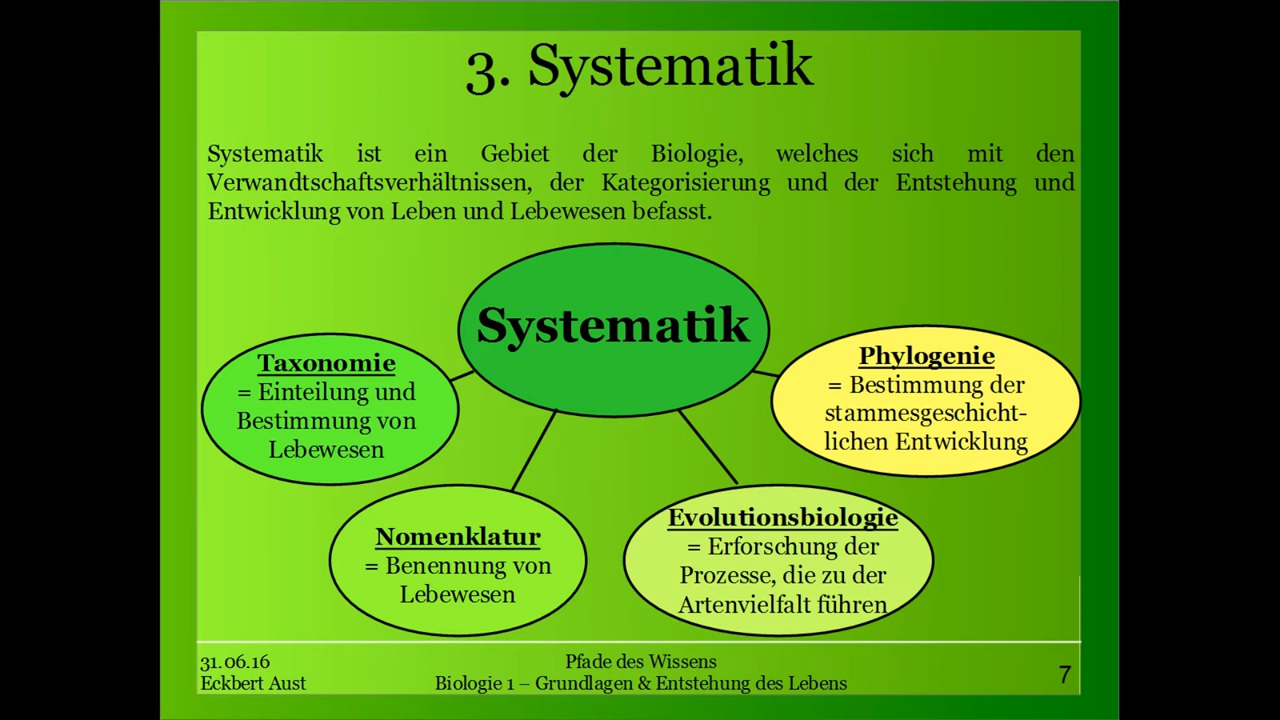 3. Systematik
Systematik ist ein Gebiet der Biologie, welches sich mit den
Verwandtschaftsverhältnissen, der Kategorisierung und der Entstehung und
Entwicklung von Leben und Lebewesen befasst.
Systematik
Taxonomie
= Einteilung und
Bestimmung von
Lebewesen
Phylogenie
= Bestimmung der
stammesgeschicht-
lichen Entwicklung
Nomenklatur
= Benennung von
Lebewesen
Evolutionsbiologie
= Erforschung der
Prozesse, die zu der
Artenvielfalt führen
31.06.16
Eckbert Aust
Pfade des Wissens
Biologie 1 – Grundlagen & Entstehung des Lebens
7